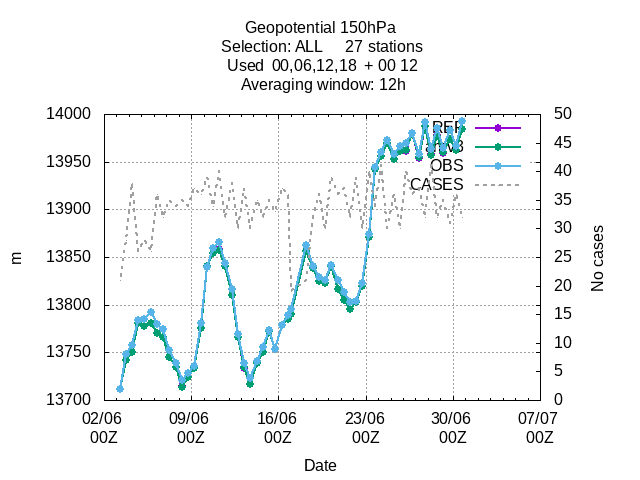 Geopotential 150hPa
Selection: ALL 27 stations
Used 00,06,12,18 + 00 12
Averaging window: 12h
14000
13950
13900
13850
13800
13750
13700
50
45
40
35
30
25
20
15
10
5
0
OBS
CASES
m
No cases
02/06 09/06 16/06 23/06 30/06 07/07
00Z 00Z 00Z 00Z 00Z 00Z
Date